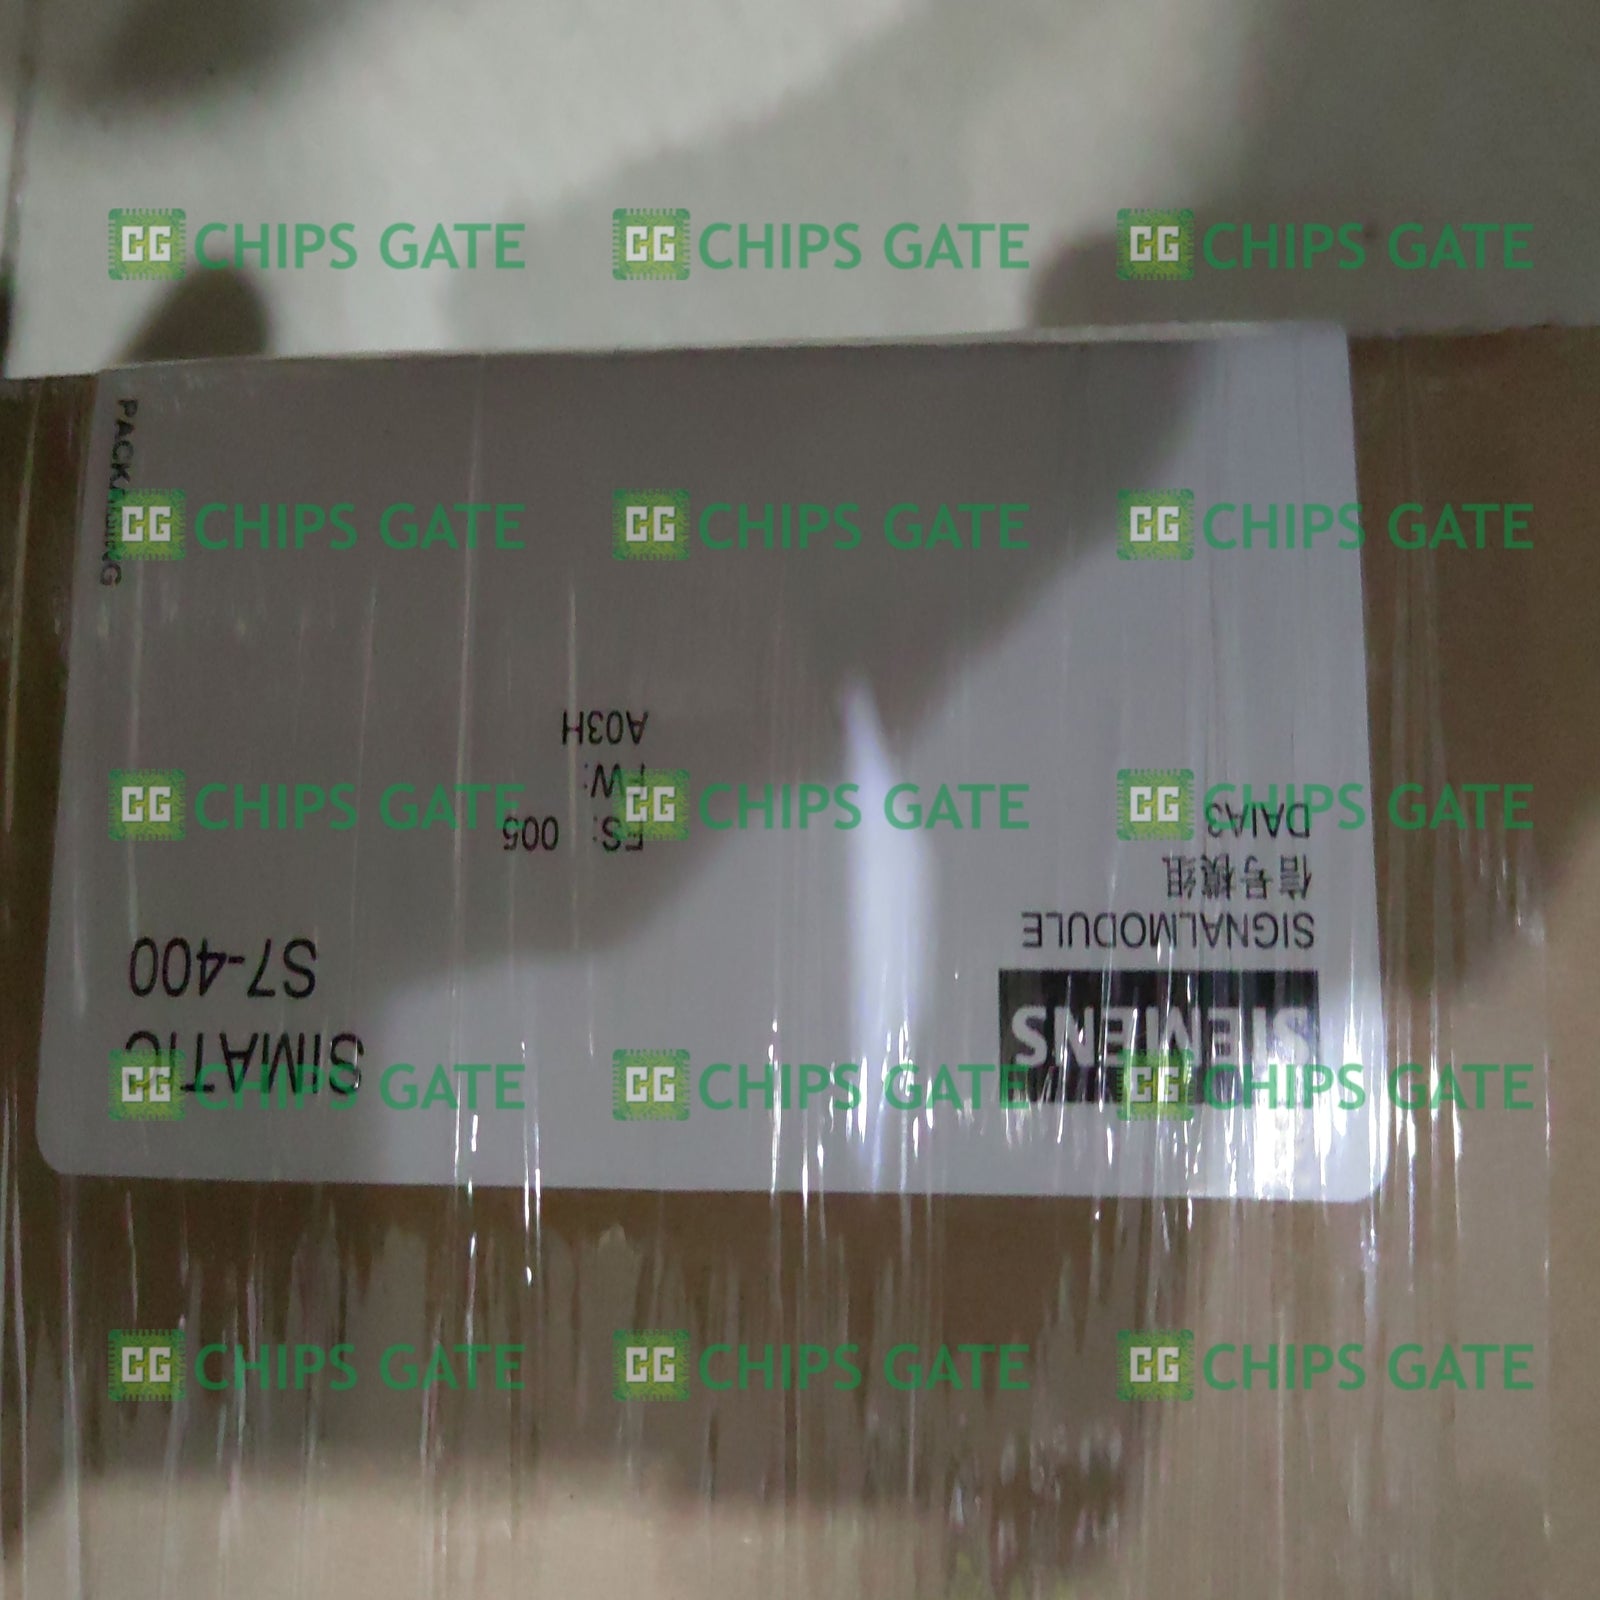 SIEMENS
SIGNALMODULE
信号模组
DAIA3
SIMATIC
S7-400
FS: 005
FW:
A03H
PACKAGING
CHIPS GATE CHIPS GATE CHIPS GATE
CHIPS GATE CHIPS GATE CHIPS GATE
CHIPS GATE CHIPS GATE CHIPS GATE
CHIPS GATE CHIPS GATE CHIPS GATE
CHIPS GATE CHIPS GATE CHIPS GATE